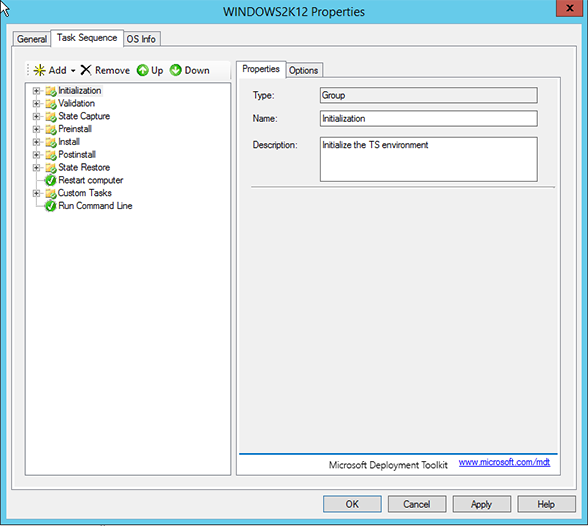 WINDOWS2K12 Properties
General Task Sequence OS Info
Add Remove Up Down
Initialization
Validation
State Capture
Preinstall
Install
Postinstall
State Restore
Restart computer
Custom Tasks
Run Command Line
Properties Options
Type: Group
Name: Initialization
Description: Initialize the TS environment
Microsoft Deployment Toolkit www.microsoft.com/mdt
OK Cancel Apply Help